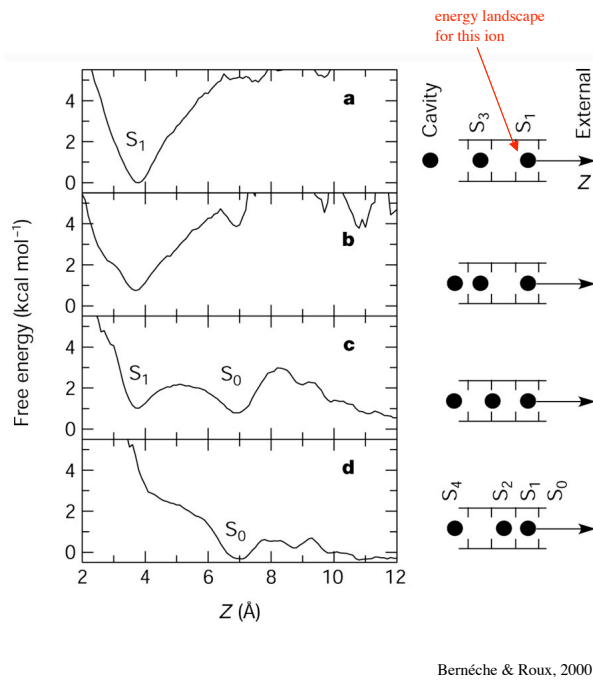 energy landscape
for this ion
a
S1
4
2
0
b
4
2
0
c
S1
S0
4
2
0
d
S0
4
2
0
2 4 6 8 10 12
Z (Å)
Free energy (kcal mol−1)
Cavity
S3
S1
External
Z
S4
S2
S1
S0
Bernéche & Roux, 2000